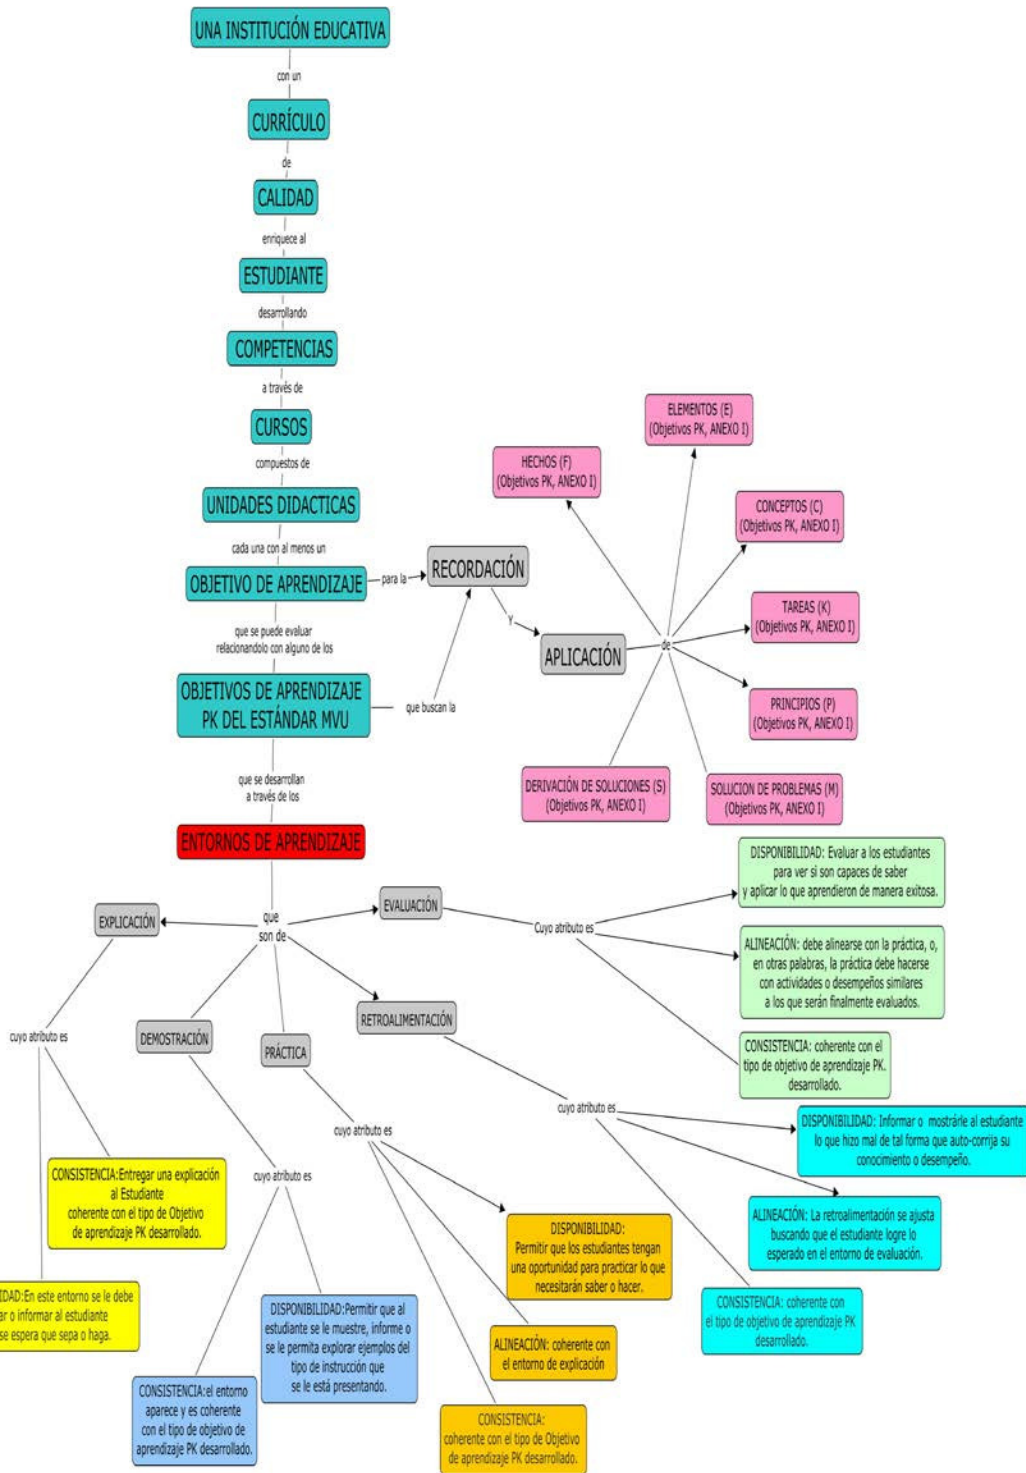 UNA INSTITUCIÓN EDUCATIVA
con un
CURRÍCULO
de
CALIDAD
enriquece al
ESTUDIANTE
desarrollando
COMPETENCIAS
a través de
CURSOS
compuestos de
UNIDADES DIDACTICAS
cada una con al menos un
OBJETIVO DE APRENDIZAJE
para la
RECORDACIÓN
Y
APLICACIÓN
de
HECHOS (F)
(Objetivos PK, ANEXO I)
ELEMENTOS (E)
(Objetivos PK, ANEXO I)
CONCEPTOS (C)
(Objetivos PK, ANEXO I)
TAREAS (K)
(Objetivos PK, ANEXO I)
PRINCIPIOS (P)
(Objetivos PK, ANEXO I)
SOLUCION DE PROBLEMAS (M)
(Objetivos PK, ANEXO I)
DERIVACIÓN DE SOLUCIONES (S)
(Objetivos PK, ANEXO I)
que se puede evaluar
relacionandolo con alguno de los
OBJETIVOS DE APRENDIZAJE
PK DEL ESTÁNDAR MVU
que buscan la
que se desarrollan
a través de los
ENTORNOS DE APRENDIZAJE
que
son de
EXPLICACIÓN
cuyo atributo es
CONSISTENCIA:Entregar una explicación
al Estudiante
coherente con el tipo de Objetivo
de aprendizaje PK desarrollado.
IDAD:En este entorno se le debe
ar o informar al estudiante
se espera que sepa o haga.
DEMOSTRACIÓN
cuyo atributo es
CONSISTENCIA:el entorno
aparece y es coherente
con el tipo de objetivo de
aprendizaje PK desarrollado.
DISPONIBILIDAD:Permitir que al
estudiante se le muestre, informe o
se le permita explorar ejemplos del
tipo de instrucción que
se le está presentando.
PRÁCTICA
cuyo atributo es
DISPONIBILIDAD:
Permitir que los estudiantes tengan
una oportunidad para practicar lo que
necesitarán saber o hacer.
ALINEACIÓN: coherente con
el entorno de explicación
CONSISTENCIA:
coherente con el tipo de Objetivo
de aprendizaje PK desarrollado.
RETROALIMENTACIÓN
cuyo atributo es
DISPONIBILIDAD: Informar o mostrárle al estudiante
lo que hizo mal de tal forma que auto-corrija su
conocimiento o desempeño.
ALINEACIÓN: La retroalimentación se ajusta
buscando que el estudiante logre lo
esperado en el entorno de evaluación.
CONSISTENCIA: coherente con
el tipo de objetivo de aprendizaje PK
desarrollado.
EVALUACIÓN
Cuyo atributo es
DISPONIBILIDAD: Evaluar a los estudiantes
para ver si son capaces de saber
y aplicar lo que aprendieron de manera exitosa.
ALINEACIÓN: debe alinearse con la práctica, o,
en otras palabras, la práctica debe hacerse
con actividades o desempeños similares
a los que serán finalmente evaluados.
CONSISTENCIA: coherente con el
tipo de objetivo de aprendizaje PK.
desarrollado.